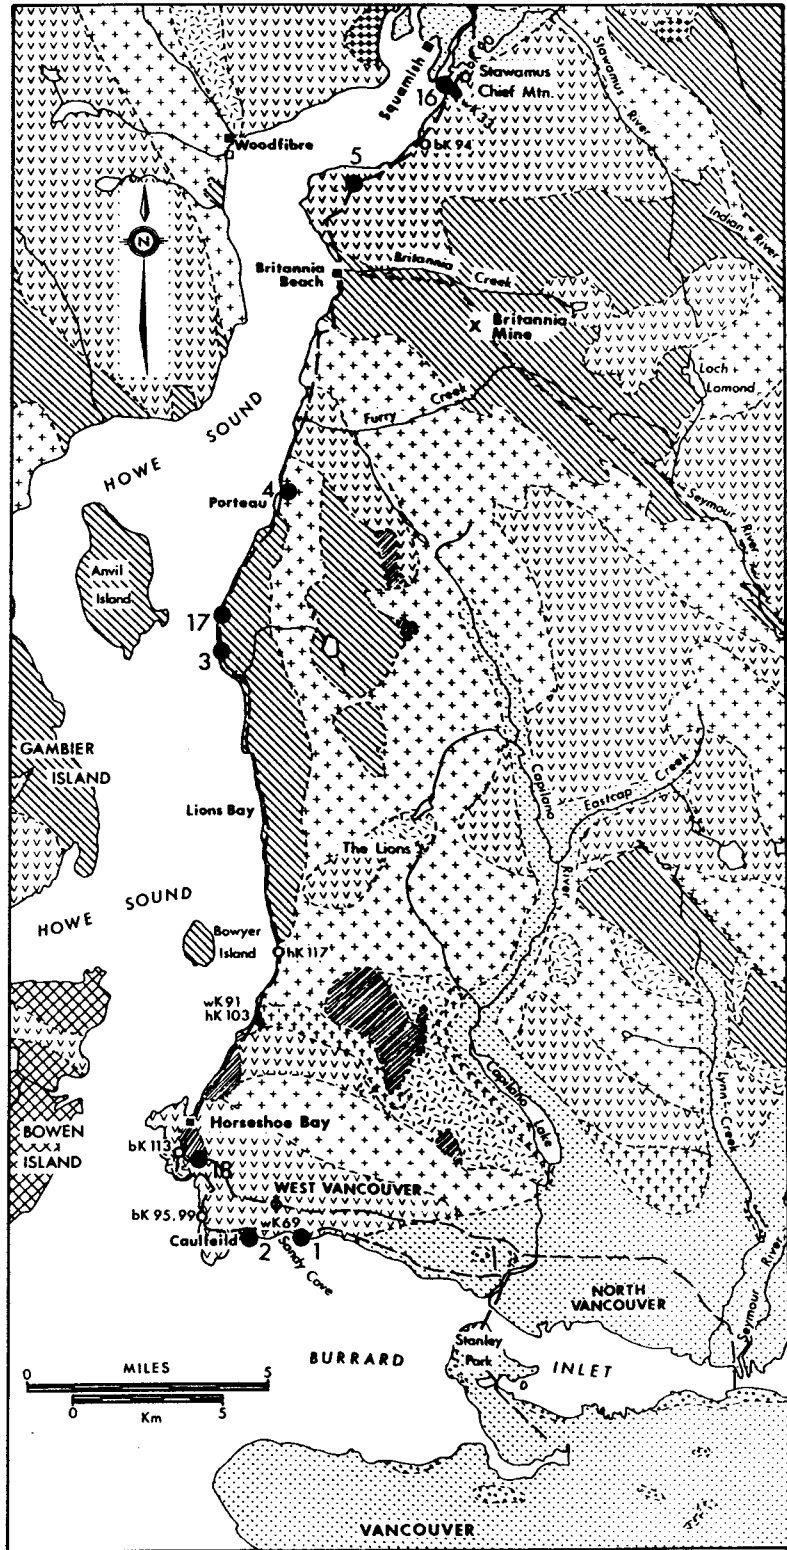 Squamish
bK 80
Stawamus
Chief Mtn.
16
wK 33
Stawamus River
Woodfibre
bK 94
5
N
Indian River
Britannia
Beach
Britannia Creek
Britannia
Mine
Loch
Lomond
HOWE SOUND
Furry Creek
4
Porteau
Seymour River
Anvil
Island
17
3
GAMBIER
ISLAND
Capilano River
Eastcap Creek
Lions Bay
The Lions
HOWE SOUND
Bowyer
Island
hK 117
wK 91
hK 103
Capilano Lake
Lynn Creek
Horseshoe Bay
BOWEN
ISLAND
bK 113
18
WEST VANCOUVER
bK 95, 99
wK 69
Caulfeild
2
1
Sandy Cove
NORTH
VANCOUVER
Seymour River
Stanley
Park
BURRARD INLET
0 MILES 5
0 Km 5
VANCOUVER